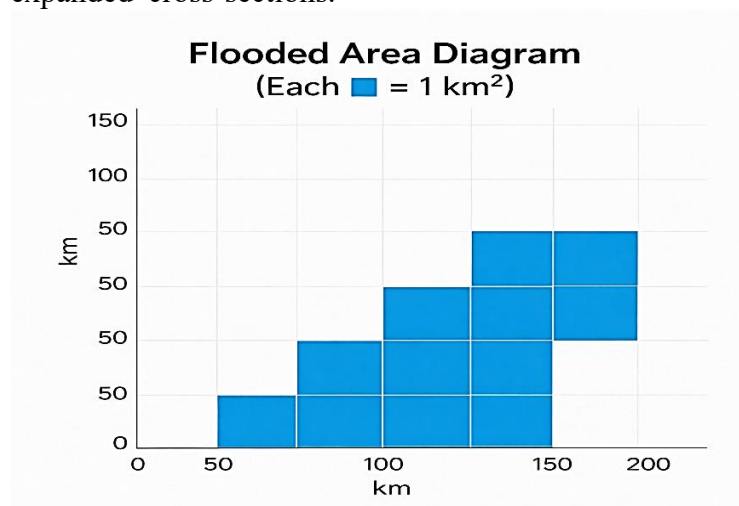 expanded cross-sections.
Flooded Area Diagram
(Each = 1 km²)
150
100
50
50
50
50
0
km
0 50 100 150 200
km